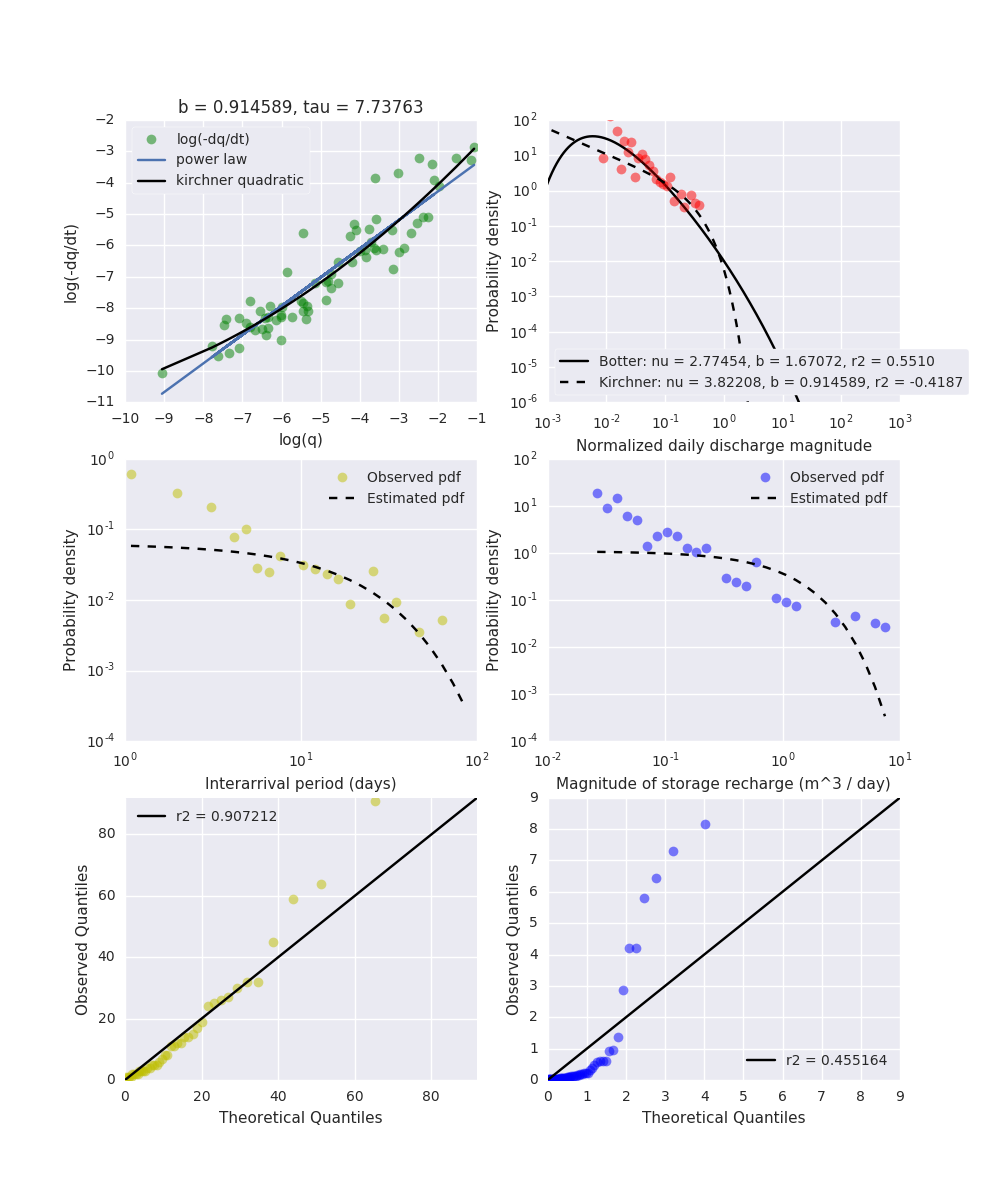 b = 0.914589, tau = 7.73763
log(-dq/dt)
power law
kirchner quadratic
−2
−3
−4
−5
−6
−7
−8
−9
−10
−11
log(-dq/dt)
−10 −9 −8 −7 −6 −5 −4 −3 −2 −1
log(q)
10^2
10^1
10^0
10^-1
10^-2
10^-3
10^-4
10^-5
10^-6
Probability density
Botter: nu = 2.77454, b = 1.67072, r2 = 0.5510
Kirchner: nu = 3.82208, b = 0.914589, r2 = -0.4187
10^-3 10^-2 10^-1 10^0 10^1 10^2 10^3
Normalized daily discharge magnitude
10^0
10^-1
10^-2
10^-3
10^-4
Probability density
Observed pdf
Estimated pdf
10^0 10^1 10^2
Interarrival period (days)
10^2
10^1
10^0
10^-1
10^-2
10^-3
10^-4
Probability density
Observed pdf
Estimated pdf
10^-2 10^-1 10^0 10^1
Magnitude of storage recharge (m^3 / day)
r2 = 0.907212
80
60
40
20
0
Observed Quantiles
0 20 40 60 80
Theoretical Quantiles
9
8
7
6
5
4
3
2
1
0
Observed Quantiles
r2 = 0.455164
0 1 2 3 4 5 6 7 8 9
Theoretical Quantiles